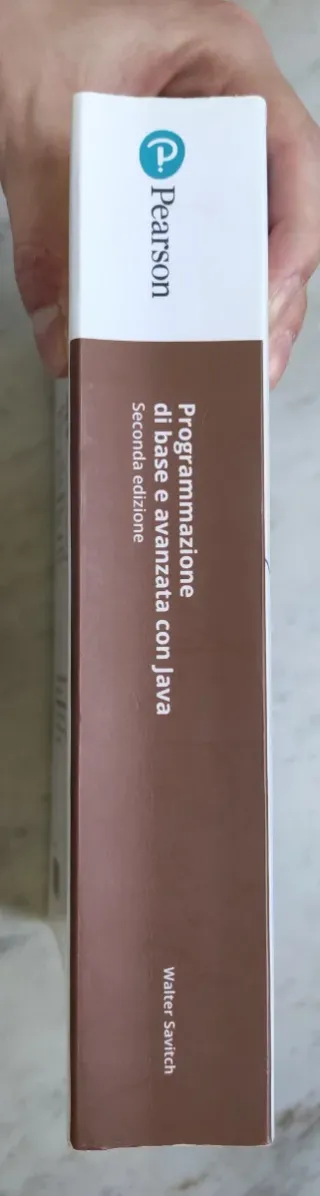 Pearson
Programmazione
di base e avanzata con Java
Seconda edizione
Walter Savitch